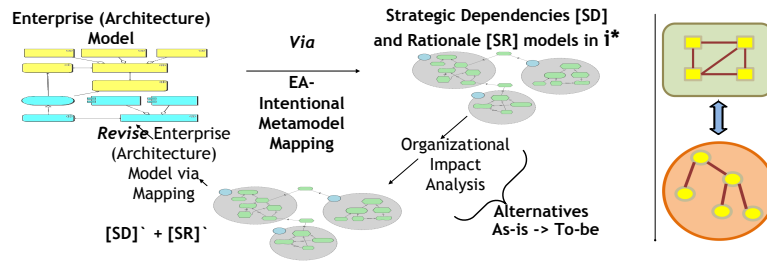 Enterprise (Architecture)
Model
Via
EA-
Intentional
Metamodel
Mapping
Strategic Dependencies [SD]
and Rationale [SR] models in i*
Revise Enterprise
(Architecture)
Model via
Mapping
Organizational
Impact
Analysis
Alternatives
As-is -> To-be
[SD]` + [SR]`